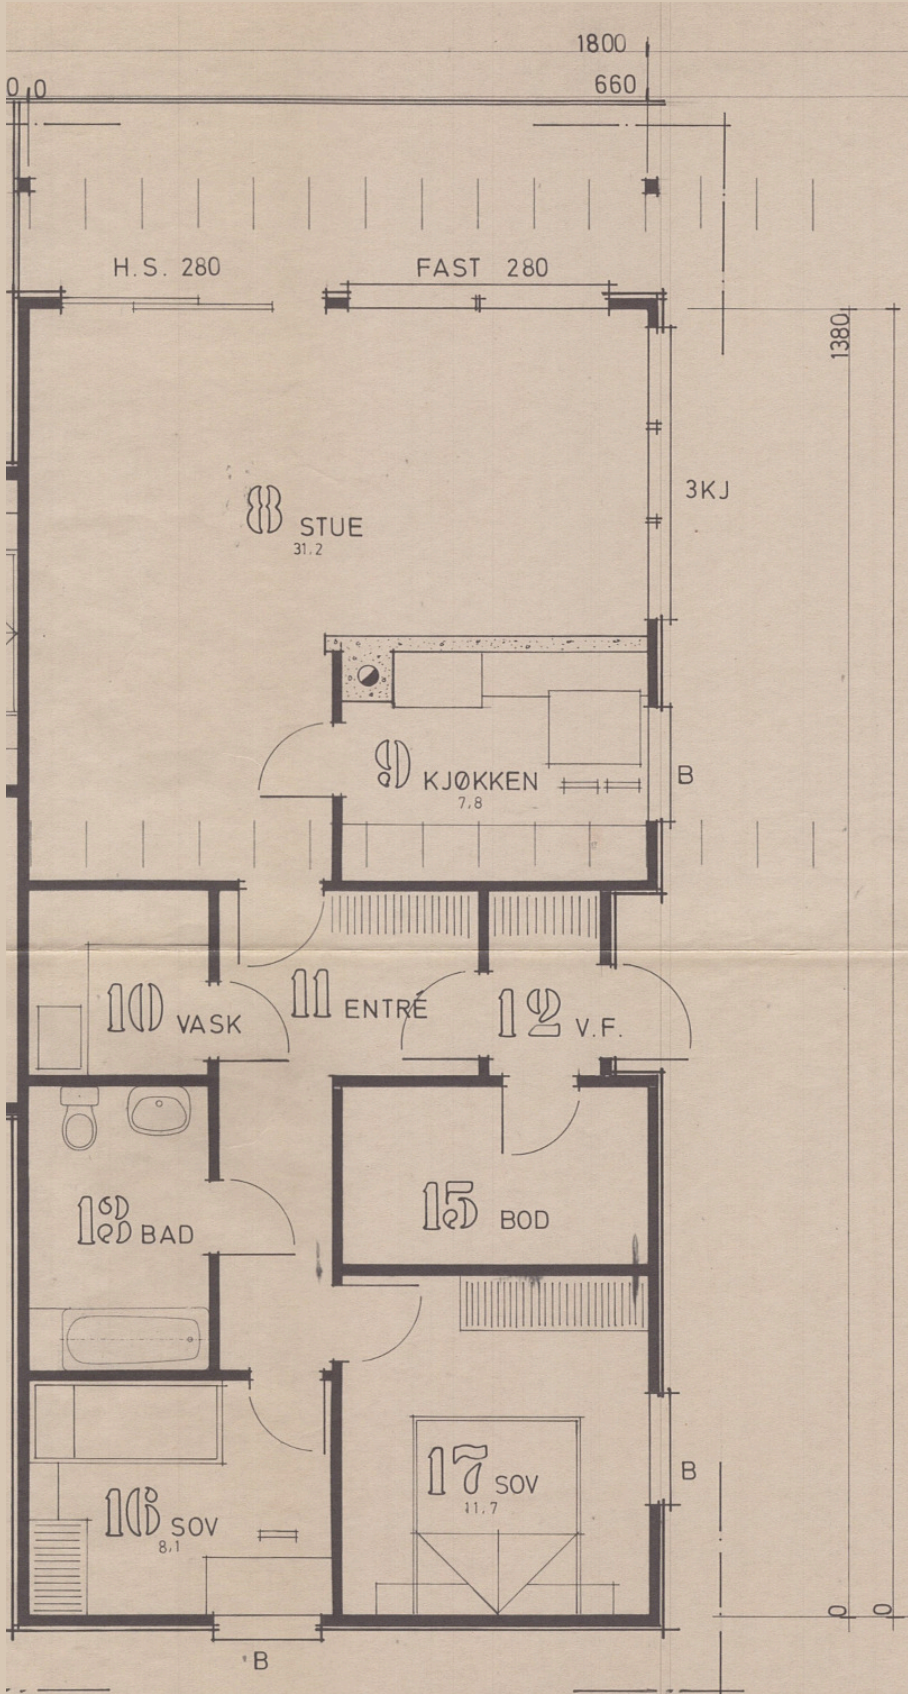 1800
0 0
660
H.S. 280
FAST 280
1380
3KJ
8 STUE
31.2
9 KJØKKEN
7.8
B
10 VASK
11 ENTRÉ
12 V.F.
13 BAD
15 BOD
16 SOV
8,1
17 SOV
11.7
B
0
0
B